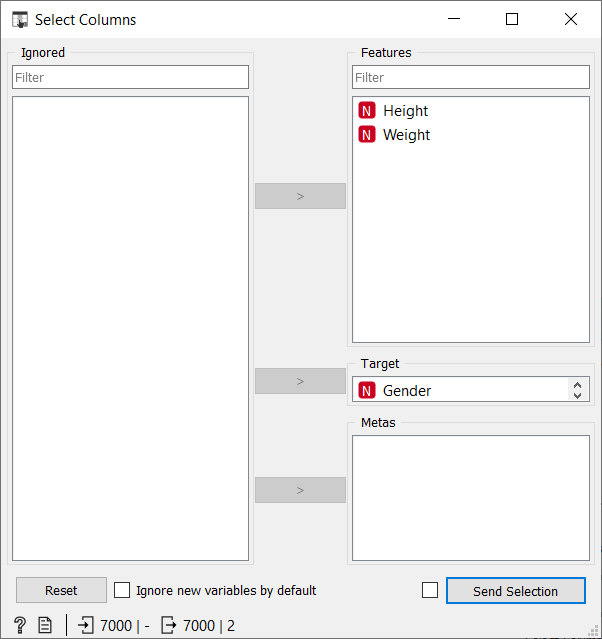 Select Columns
Ignored
Filter
>
>
>
Features
Filter
N Height
N Weight
Target
N Gender
Metas
Reset
Ignore new variables by default
Send Selection
? 7000 | - 7000 | 2